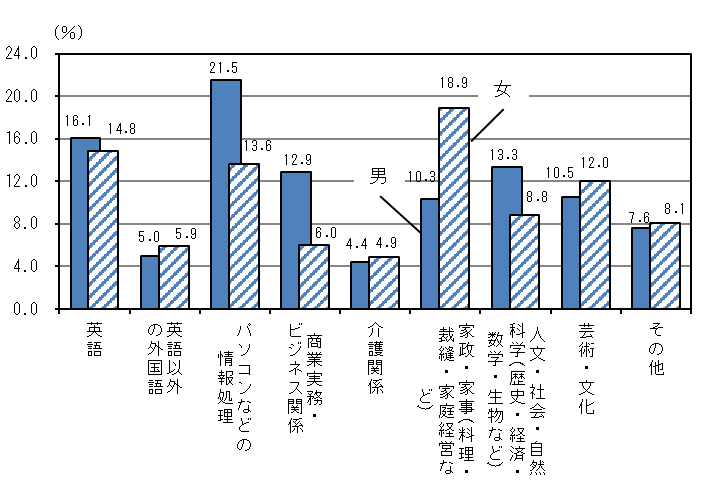 (%)
24.0
20.0
16.0
12.0
8.0
4.0
0.0
16.1
14.8
5.0
5.9
21.5
13.6
12.9
6.0
4.4
4.9
10.3
18.9
13.3
8.8
10.5
12.0
7.6
8.1
男
女
英語
英語以外
の外国語
パソコンなどの
情報処理
商業実務・
ビジネス関係
介護関係
家政・家事(料理・
裁縫・家庭経営な
ど)
人文・社会・自然
科学(歴史・経済・
数学・生物など)
芸術・文化
その他